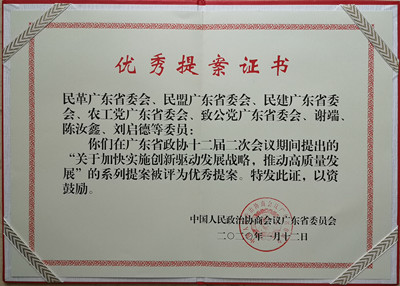 优秀提案证书
民革广东省委会、民盟广东省委会、民建广东省委
会、农工党广东省委会、致公党广东省委会、谢端、
陈汝鑫、刘启德等委员：
你们在广东省政协十二届二次会议期间提出的
“关于加快实施创新驱动发展战略，推动高质量发
展”的系列提案被评为优秀提案。特发此证，以资
鼓励。
中国人民政治协商会议广东省委员会
二〇二〇年一月十二日